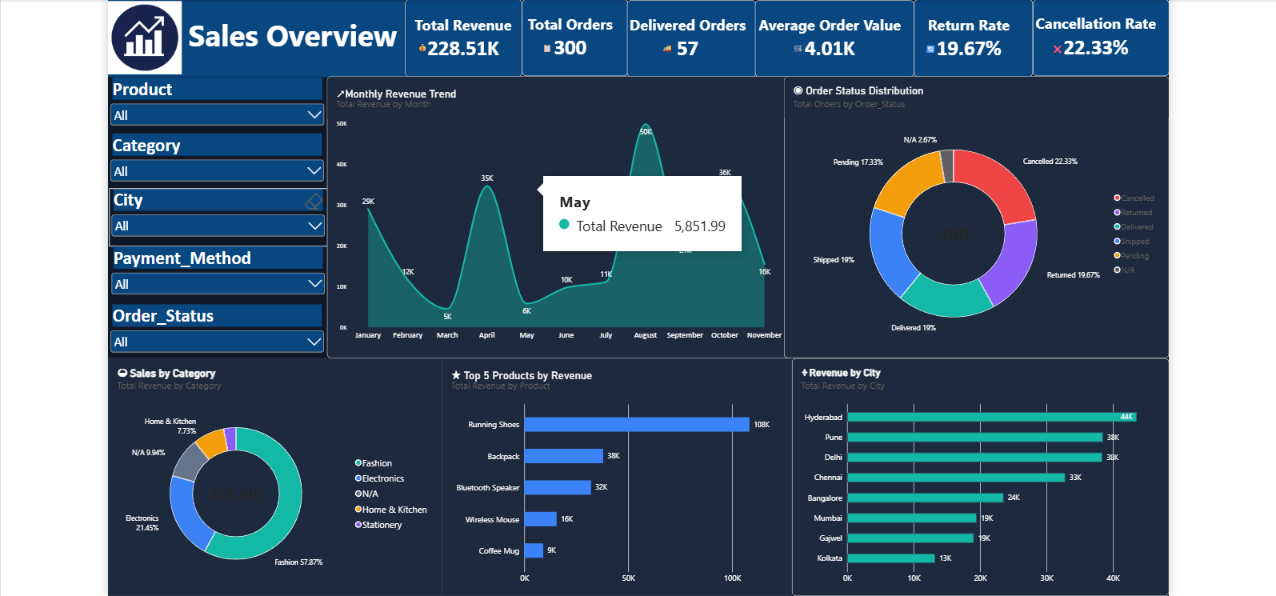 Sales Overview
Total Revenue
228.51K
Total Orders
300
Delivered Orders
57
Average Order Value
4.01K
Return Rate
19.67%
Cancellation Rate
22.33%
Product
All
Category
All
City
All
Payment_Method
All
Order_Status
All
Monthly Revenue Trend
Total Revenue by Month
50K
40K
30K
20K
10K
0K
29K
12K
5K
35K
6K
10K
11K
50K
36K
16K
January February March April May June July August September October November
May
Total Revenue 5,851.99
Order Status Distribution
Total Orders by Order_Status
N/A 2.67%
Cancelled 22.33%
Pending 17.33%
Shipped 19%
Returned 19.67%
Delivered 19%
300
Cancelled
Returned
Delivered
Shipped
Pending
N/A
Sales by Category
Total Revenue by Category
Home & Kitchen
7.73%
N/A 9.94%
Electronics
21.45%
Fashion 57.87%
228.51K
Fashion
Electronics
N/A
Home & Kitchen
Stationery
Top 5 Products by Revenue
Total Revenue by Product
Running Shoes 108K
Backpack 38K
Bluetooth Speaker 32K
Wireless Mouse 16K
Coffee Mug 9K
0K 50K 100K
Revenue by City
Total Revenue by City
Hyderabad 44K
Pune 38K
Delhi 38K
Chennai 33K
Bangalore 24K
Mumbai 19K
Gajwel 19K
Kolkata 13K
0K 10K 20K 30K 40K